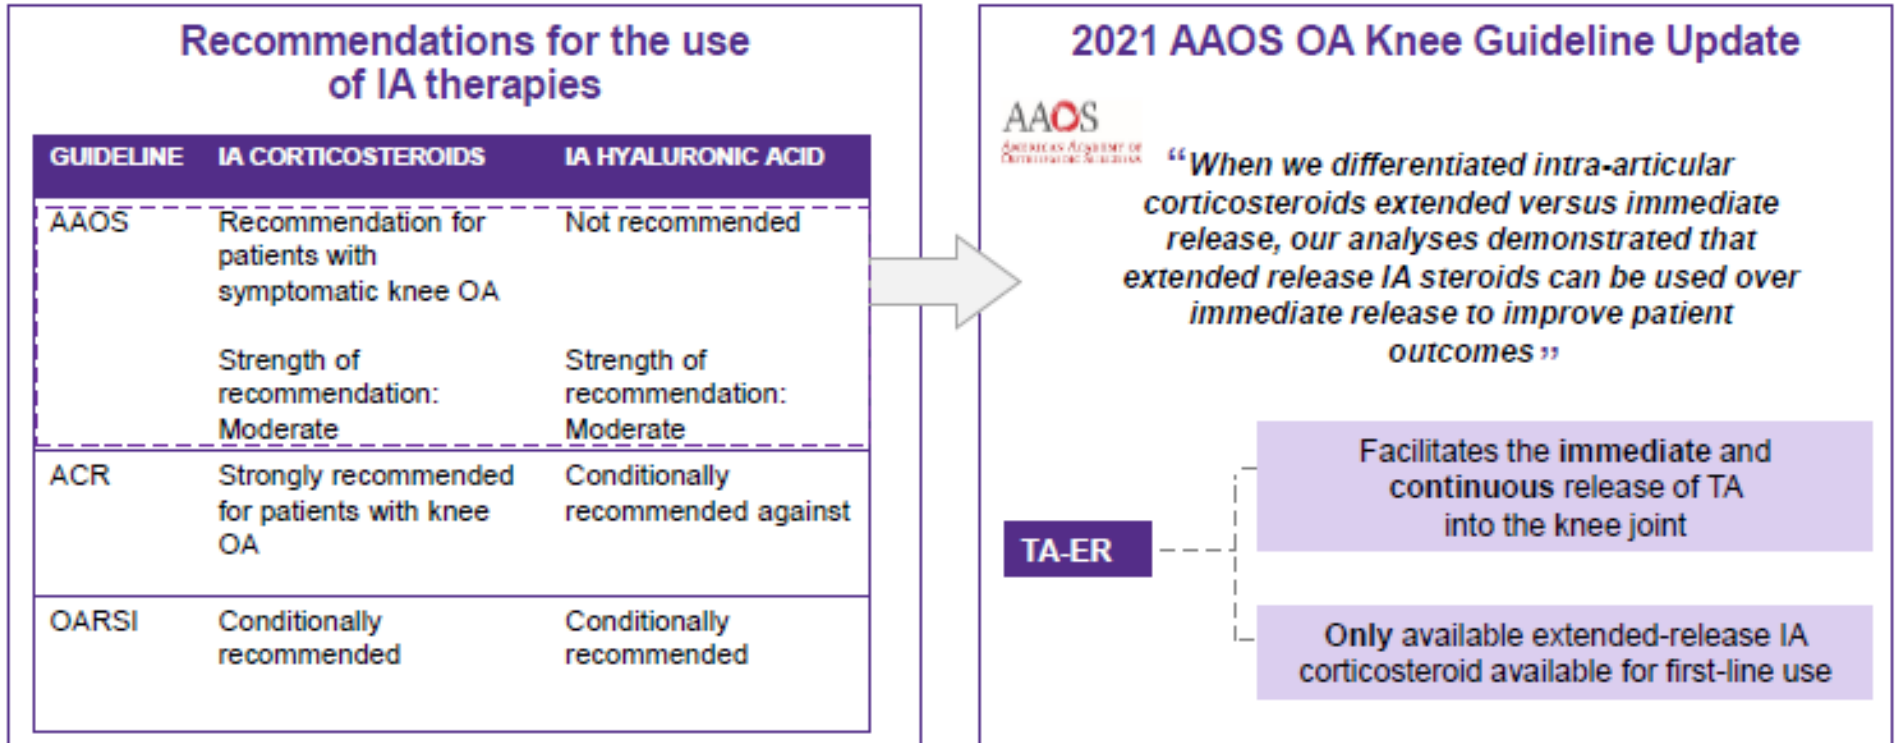 Recommendations for the use
of IA therapies
GUIDELINE IA CORTICOSTEROIDS IA HYALURONIC ACID
AAOS
Recommendation for
patients with
symptomatic knee OA
Strength of
recommendation:
Moderate
Not recommended
Strength of
recommendation:
Moderate
ACR
Strongly recommended
for patients with knee
OA
Conditionally
recommended against
OARSI
Conditionally
recommended
Conditionally
recommended
2021 AAOS OA Knee Guideline Update
AAOS
AMERICAN ACADEMY OF
ORTHOPAEDIC SURGEONS
“When we differentiated intra-articular
corticosteroids extended versus immediate
release, our analyses demonstrated that
extended release IA steroids can be used over
immediate release to improve patient
outcomes”
TA-ER
Facilitates the immediate and
continuous release of TA
into the knee joint
Only available extended-release IA
corticosteroid available for first-line use